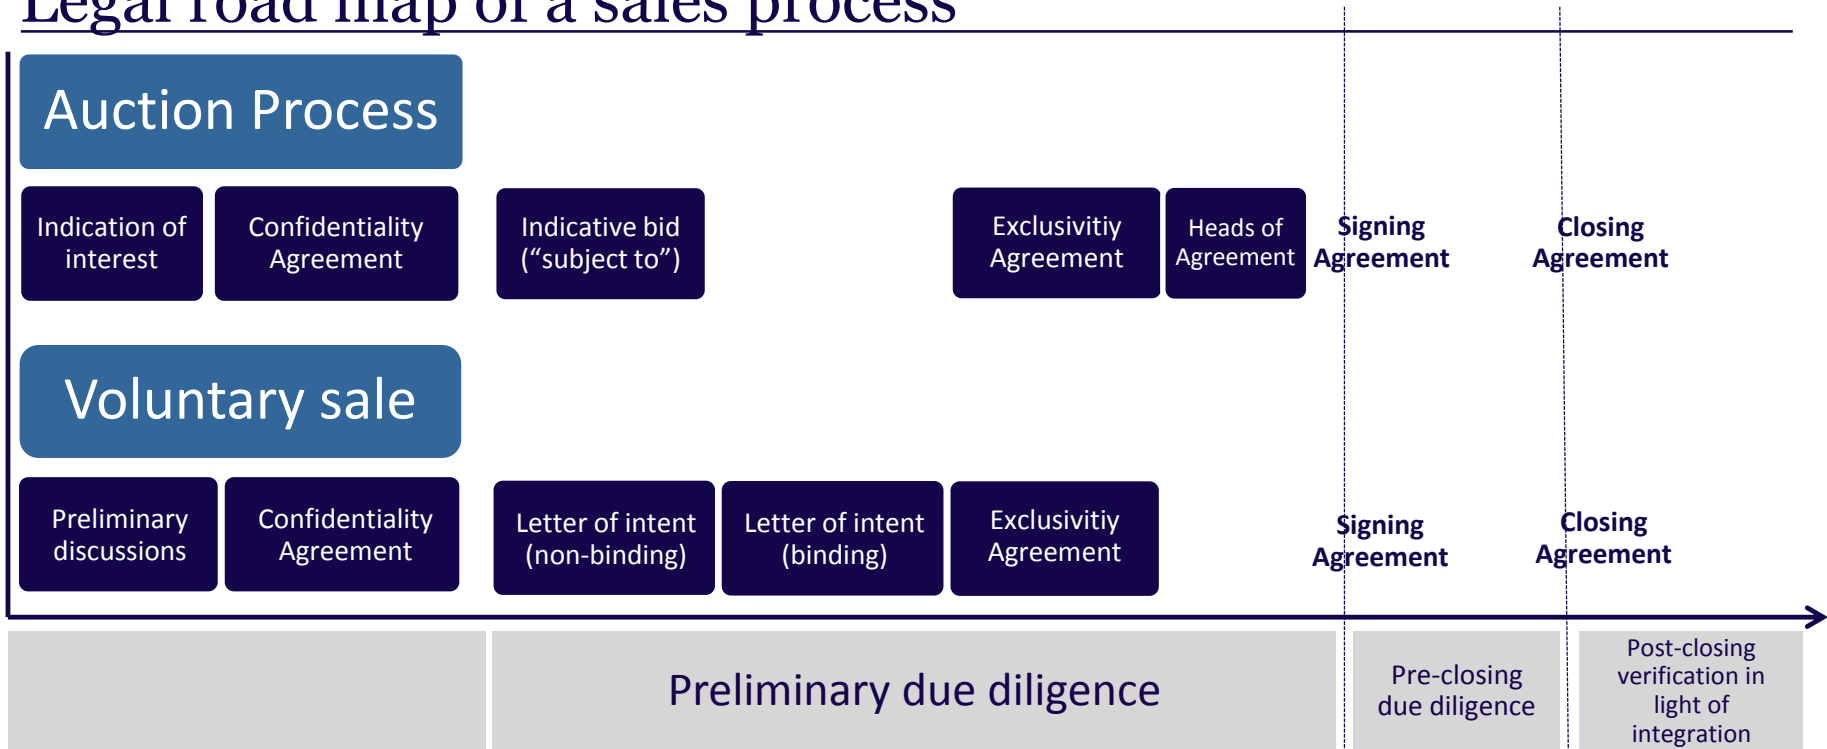 Legal road map of a sales process
Auction Process
Indication of
interest
Confidentiality
Agreement
Indicative bid
(“subject to”)
Exclusivitiy
Agreement
Heads of
Agreement
Signing
Agreement
Closing
Agreement
Voluntary sale
Preliminary
discussions
Confidentiality
Agreement
Letter of intent
(non-binding)
Letter of intent
(binding)
Exclusivitiy
Agreement
Signing
Agreement
Closing
Agreement
Preliminary due diligence
Pre-closing
due diligence
Post-closing
verification in
light of
integration